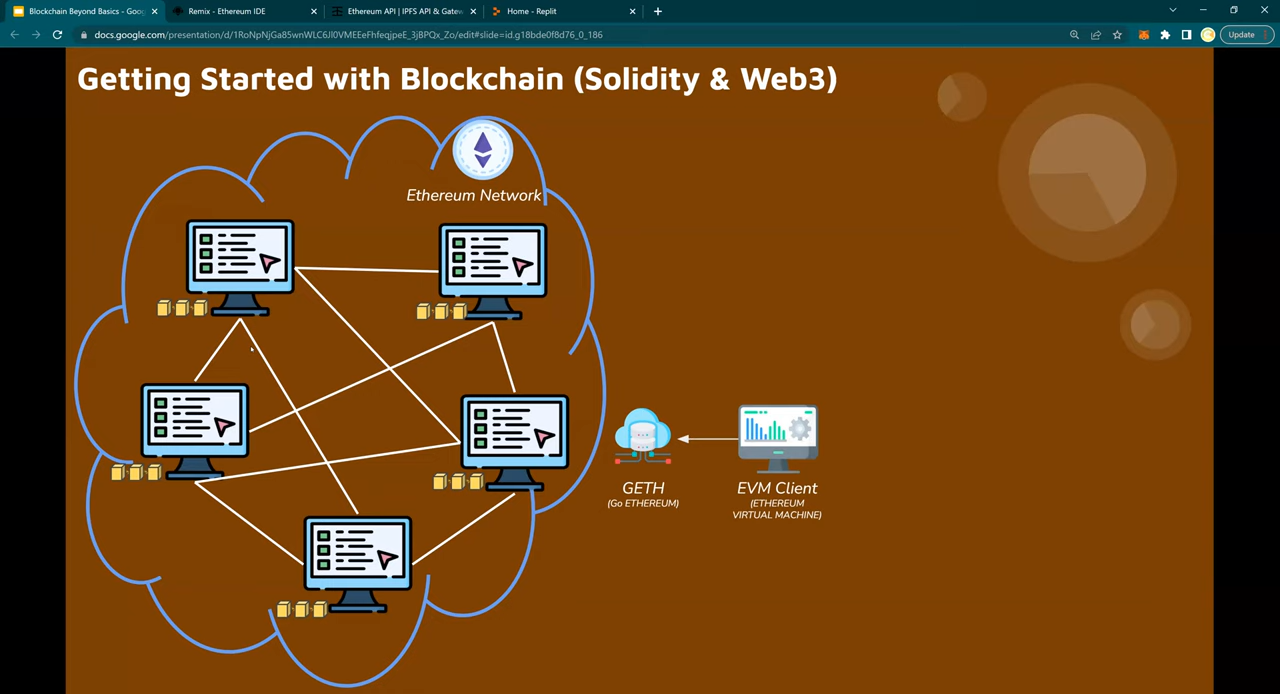 Blockchain Beyond Basics - Goog
Remix - Ethereum IDE
Ethereum API | IPFS API & Gatew
Home - Replit
docs.google.com/presentation/d/1RoNpNjGa85wnWLC6Jl0VMEEeFhfeqjpeE_3jBPQx_Zo/edit#slide=id.g18bde0f8d76_0_186
Update
Getting Started with Blockchain (Solidity & Web3)
Ethereum Network
GETH
(Go ETHEREUM)
EVM Client
(ETHEREUM
VIRTUAL MACHINE)